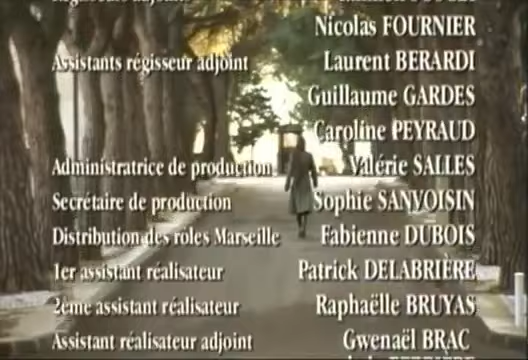 Régisseurs adjoints
Nicolas FOURNIER
Assistants régisseur adjoint Laurent BERARDI
Guillaume GARDES
Caroline PEYRAUD
Administratrice de production Valérie SALLES
Secrétaire de production Sophie SANVOISIN
Distribution des rôles Marseille Fabienne DUBOIS
1er assistant réalisateur Patrick DELABRIÈRE
2ème assistant réalisateur Raphaëlle BRUYAS
Assistant réalisateur adjoint Gwenaël BRAC